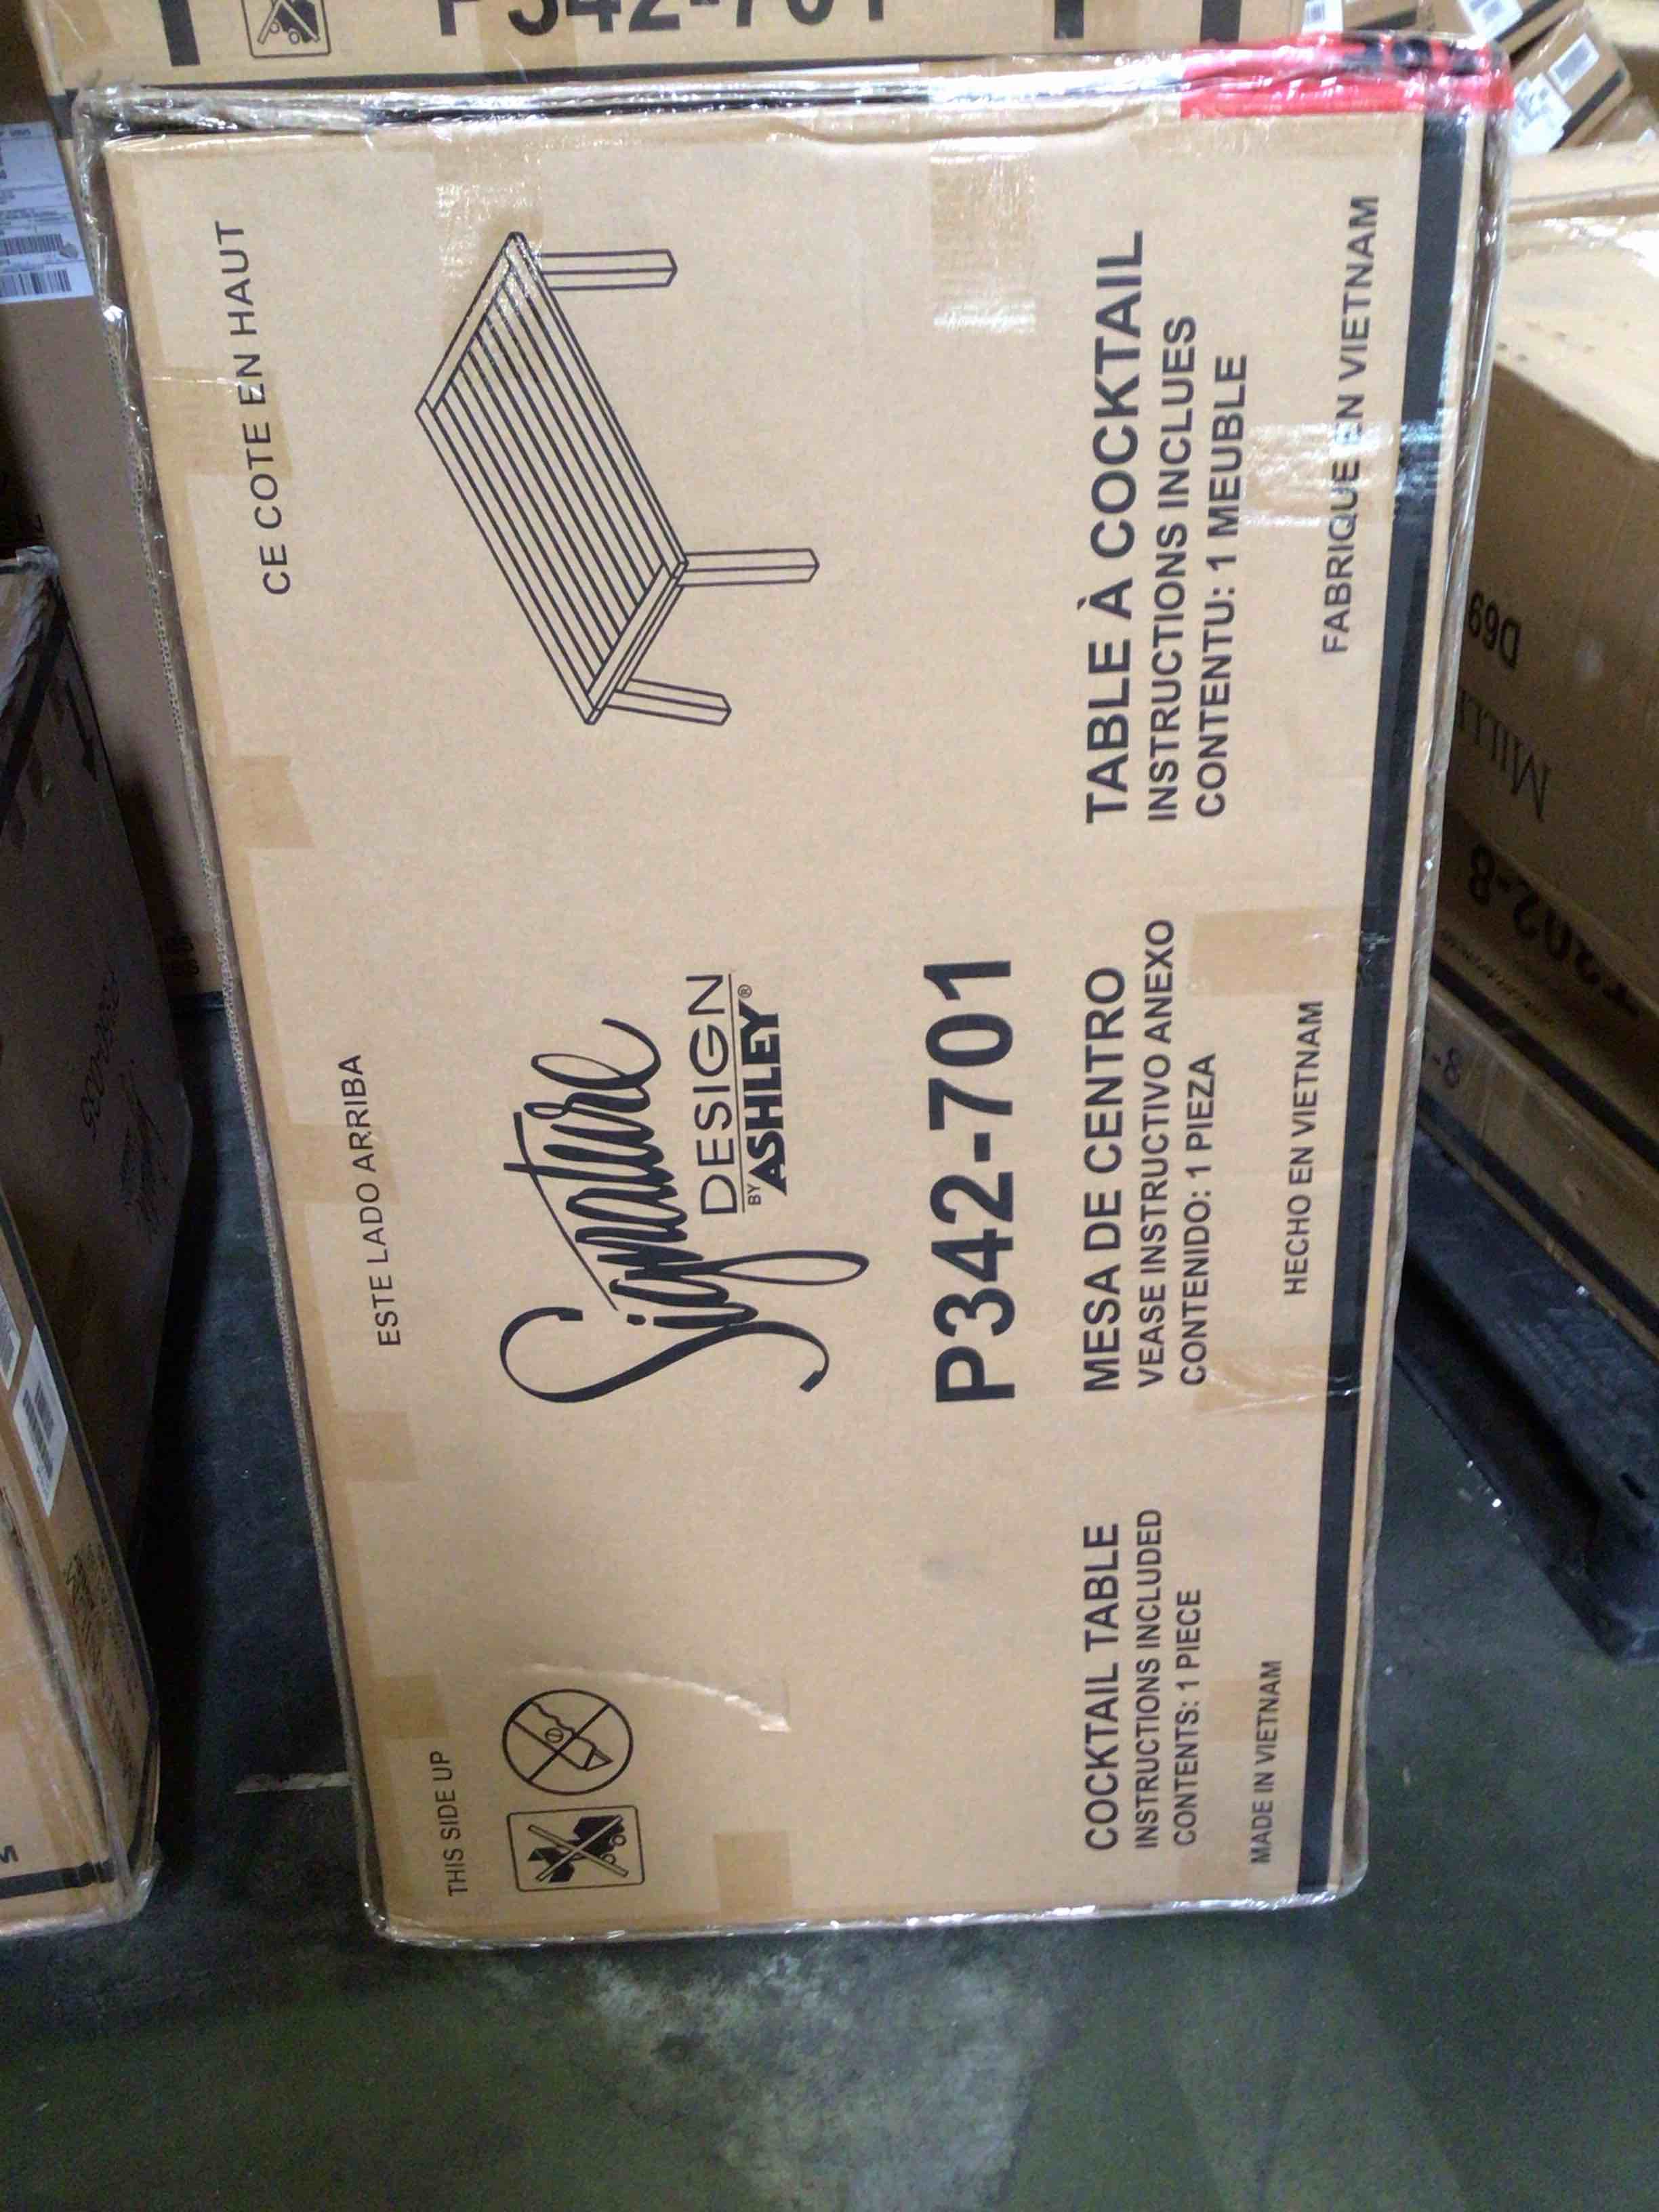 P342-701
THIS SIDE UP
ESTE LADO ARRIBA
CE COTE EN HAUT
Signature
DESIGN
BY ASHLEY®
P342-701
COCKTAIL TABLE
INSTRUCTIONS INCLUDED
CONTENTS: 1 PIECE
MADE IN VIETNAM
MESA DE CENTRO
VEASE INSTRUCTIVO ANEXO
CONTENIDO: 1 PIEZA
HECHO EN VIETNAM
TABLE À COCKTAIL
INSTRUCTIONS INCLUES
CONTENTU: 1 MEUBLE
FABRIQUE EN VIETNAM
D69